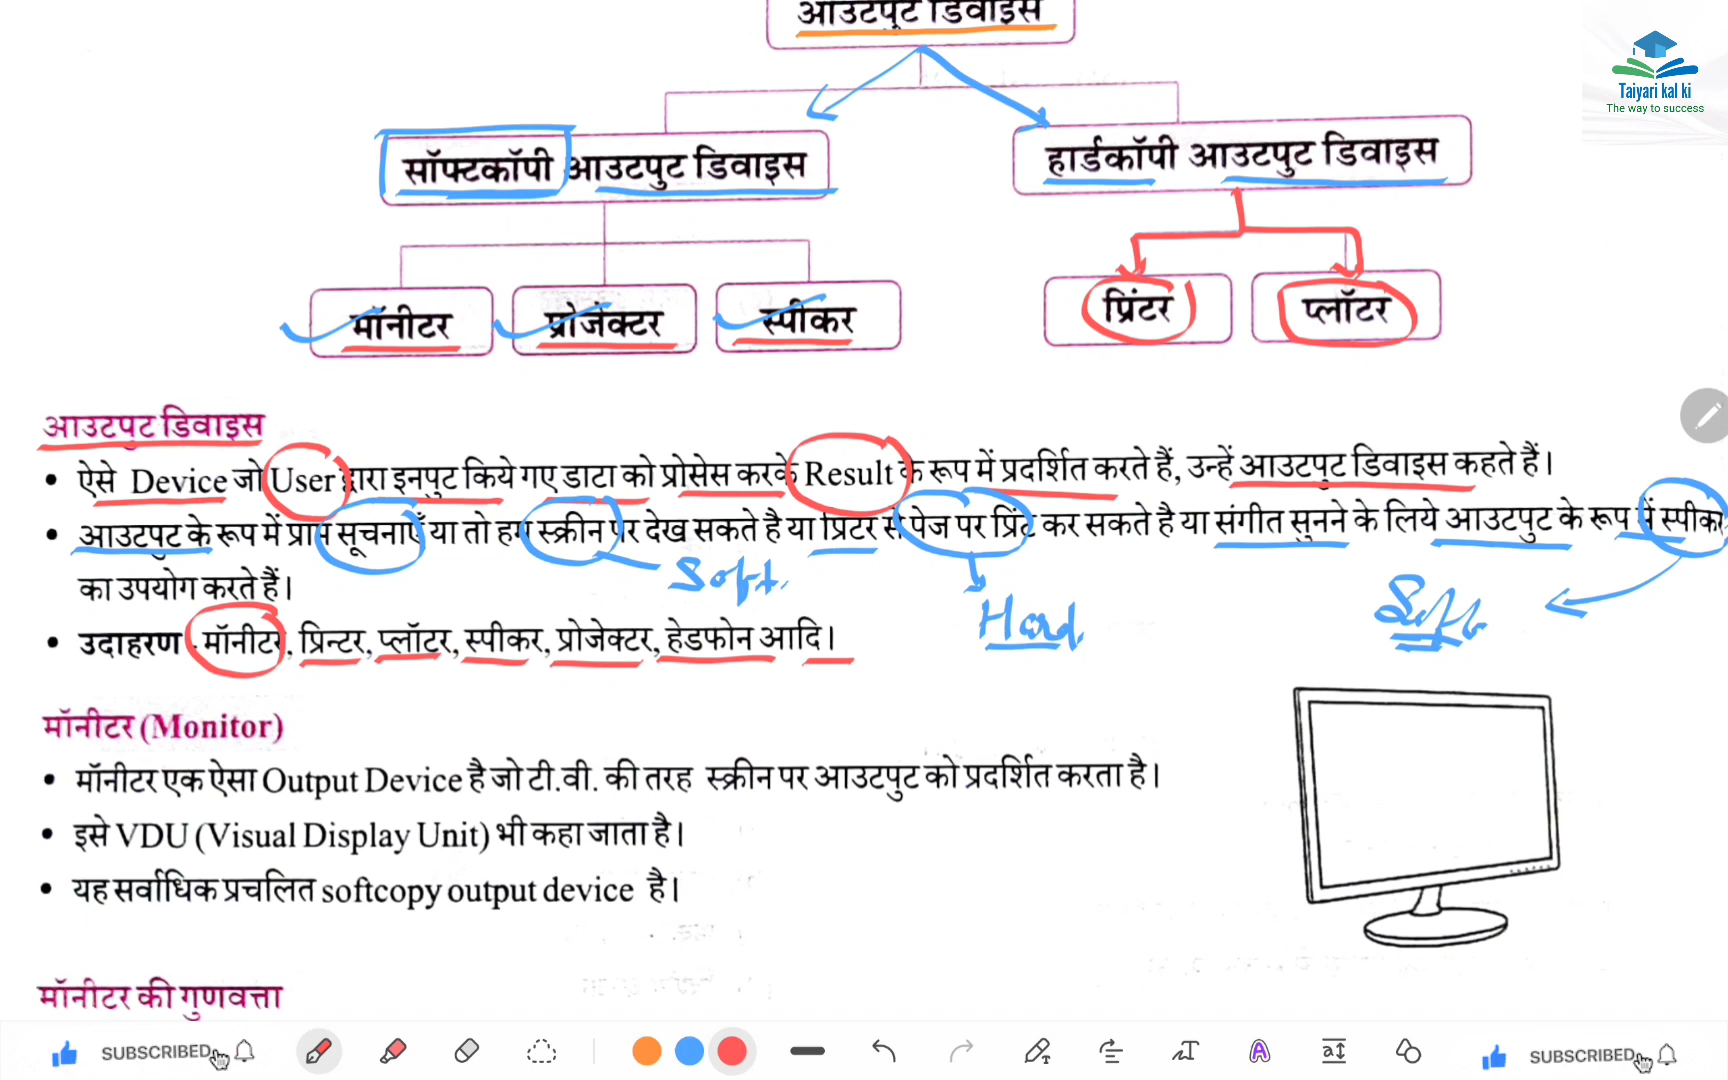 आउटपुट डिवाइस
Taiyari kal ki
The way to success
सॉफ्टकॉपी आउटपुट डिवाइस
हार्डकॉपी आउटपुट डिवाइस
मॉनीटर
प्रोजेक्टर
स्पीकर
प्रिंटर
प्लॉटर
आउटपुट डिवाइस
• ऐसे Device जो User द्वारा इनपुट किये गए डाटा को प्रोसेस करके Result के रूप में प्रदर्शित करते हैं, उन्हें आउटपुट डिवाइस कहते हैं।
• आउटपुट के रूप में प्राप्त सूचनाएँ या तो हम स्क्रीन पर देख सकते है या प्रिटर से पेज पर प्रिंट कर सकते है या संगीत सुनने के लिये आउटपुट के रूप में स्पीकर
का उपयोग करते हैं।
Soft.
Hard
Soft
• उदाहरण - मॉनीटर, प्रिन्टर, प्लॉटर, स्पीकर, प्रोजेक्टर, हेडफोन आदि।
मॉनीटर (Monitor)
• मॉनीटर एक ऐसा Output Device है जो टी.वी. की तरह स्क्रीन पर आउटपुट को प्रदर्शित करता है।
• इसे VDU (Visual Display Unit) भी कहा जाता है।
• यह सर्वाधिक प्रचलित softcopy output device है।
मॉनीटर की गुणवत्ता
SUBSCRIBED
SUBSCRIBED